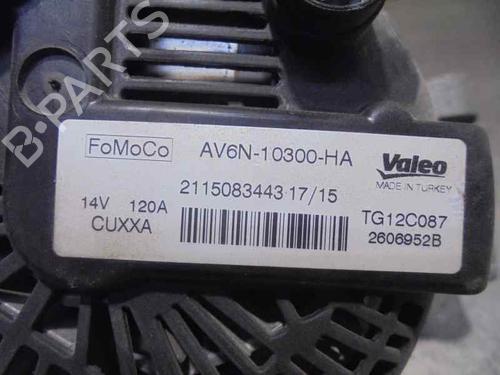 B-PARTS
FoMoCo
AV6N-10300-HA
Valeo
MADE IN TURKEY
2115083443 17/15
14V 120A
TG12C087
CUXXA
2606952B